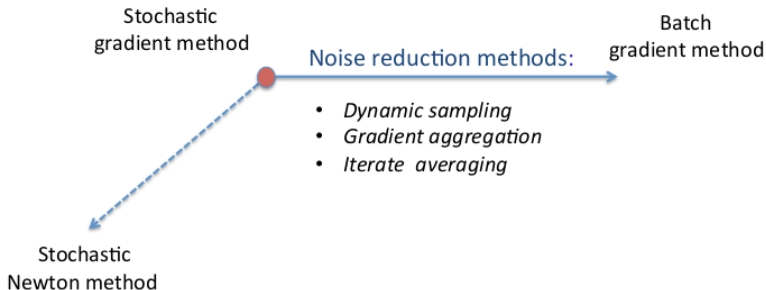 Stochastic
gradient method
Batch
gradient method
Noise reduction methods:
• Dynamic sampling
• Gradient aggregation
• Iterate averaging
Stochastic
Newton method